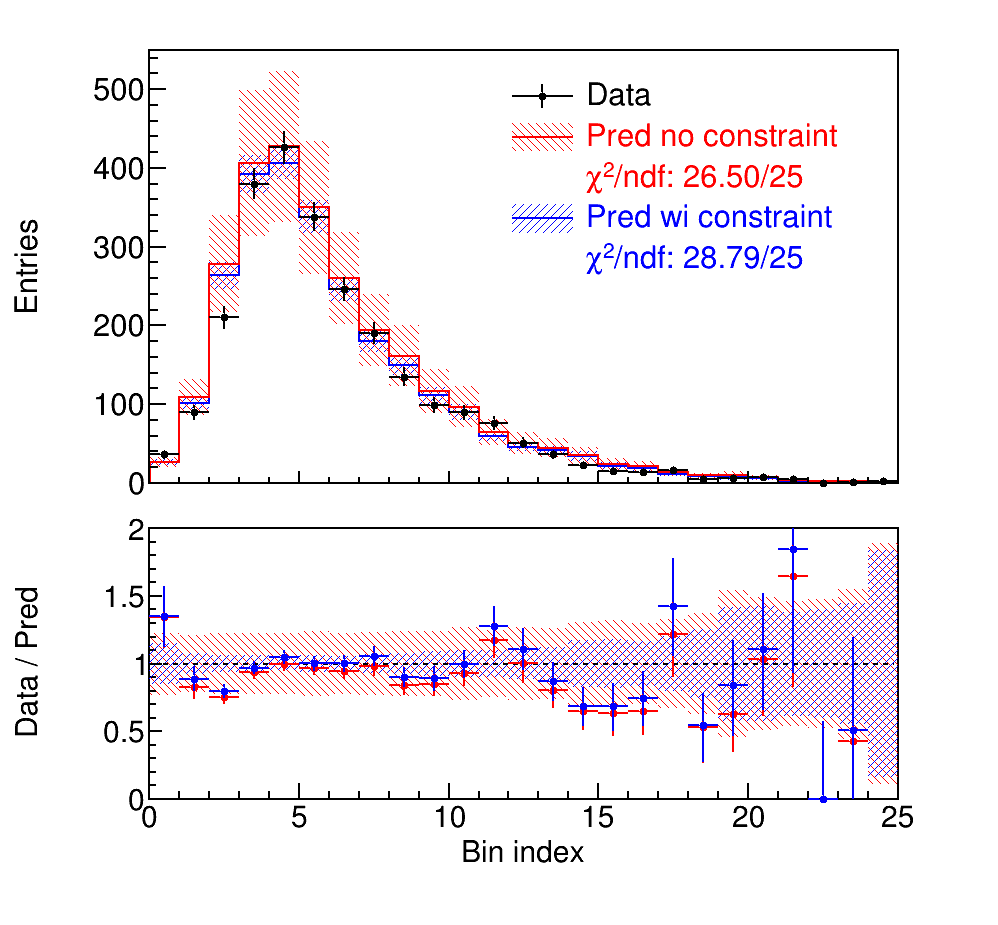 Entries
500
400
300
200
100
0
Data
Pred no constraint
χ²/ndf: 26.50/25
Pred wi constraint
χ²/ndf: 28.79/25
Data / Pred
2
1.5
1
0.5
0
0 5 10 15 20 25
Bin index